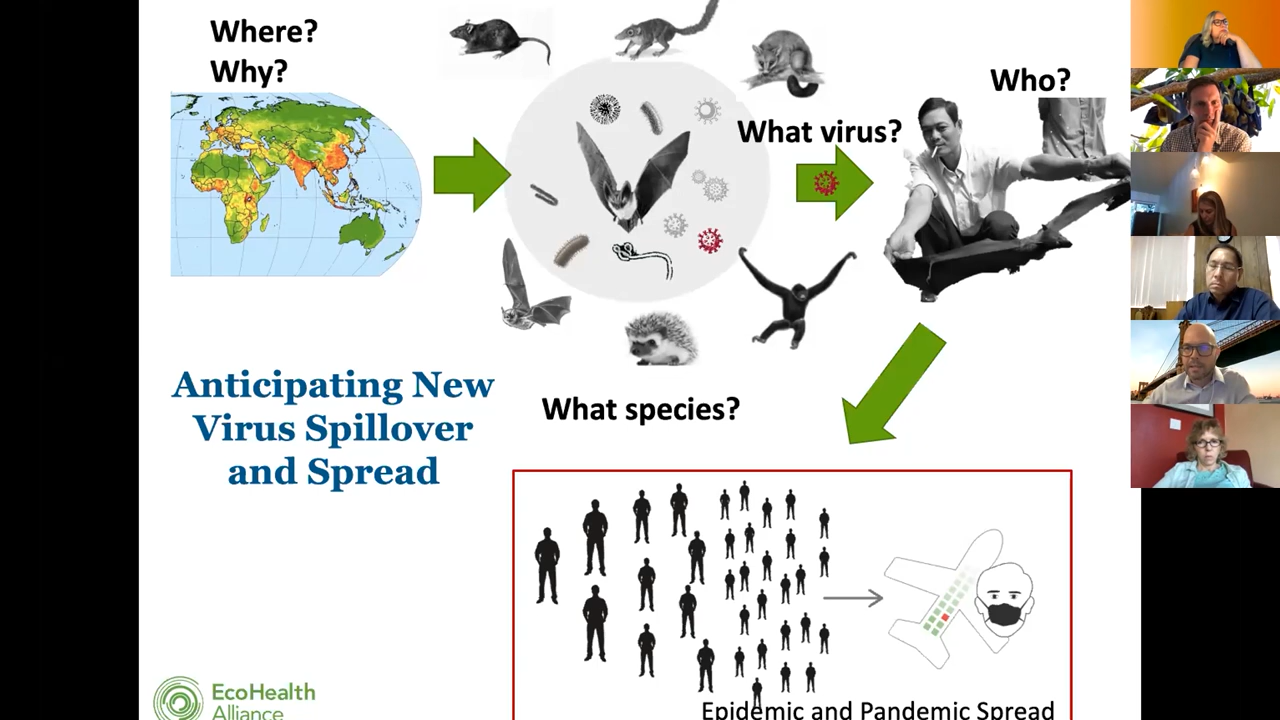 Where?
Why?
Who?
What virus?
What species?
Anticipating New
Virus Spillover
and Spread
Epidemic and Pandemic Spread
EcoHealth
Alliance